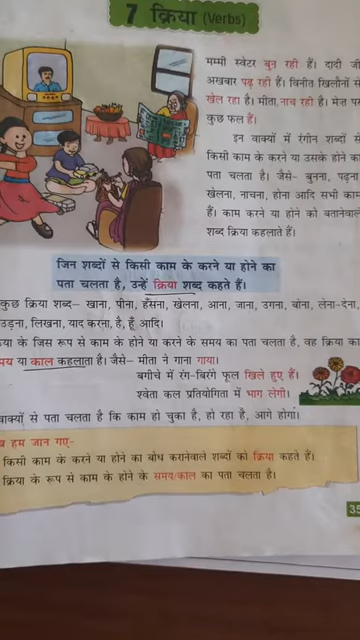 7 क्रिया (Verbs)
मम्मी स्वेटर बुन रही हैं। दादी जी
अखबार पढ़ रही हैं। विनीत खिलौनों से
खेल रहा है। मीता नाच रही है। मेज पर
कुछ फल हैं।
इन वाक्यों में रंगीन शब्दों से
किसी काम के करने या उसके होने का
पता चलता है। जैसे– बुनना, पढ़ना
खेलना, नाचना, होना आदि सभी काम
हैं। काम करने या होने को बतानेवाले
शब्द क्रिया कहलाते हैं।
जिन शब्दों से किसी काम के करने या होने का
पता चलता है, उन्हें क्रिया शब्द कहते हैं।
कुछ क्रिया शब्द– खाना, पीना, हँसना, खेलना, आना, जाना, उगना, बोना, लेना-देना,
उड़ना, लिखना, याद करना, है, हूँ आदि।
के जिस रूप से काम के होने या करने के समय का पता चलता है, वह क्रिया का
या काल कहलाता है। जैसे– मीता ने गाना गाया।
बगीचे में रंग-बिरंगे फूल खिले हुए हैं।
श्वेता कल प्रतियोगिता में भाग लेगी।
वाक्यों से पता चलता है कि काम हो चुका है, हो रहा है, आगे होगा।
हम जान गए–
किसी काम के करने या होने का बोध करानेवाले शब्दों को क्रिया कहते हैं।
क्रिया के रूप से काम के होने के समय/काल का पता चलता है।
35